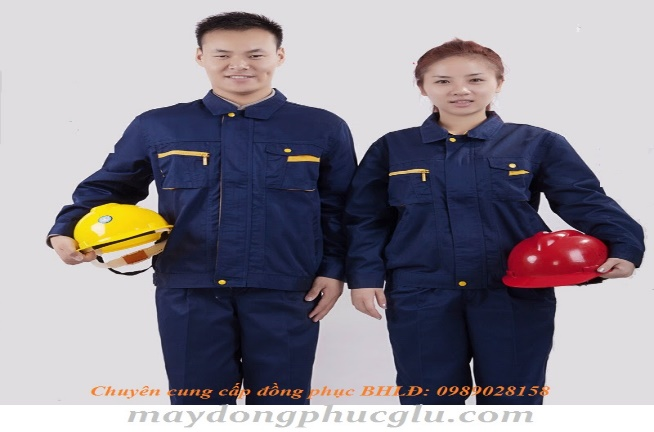 Chuyên cung cấp đồng phục BHLĐ: 0989028158
maydongphucglu.com